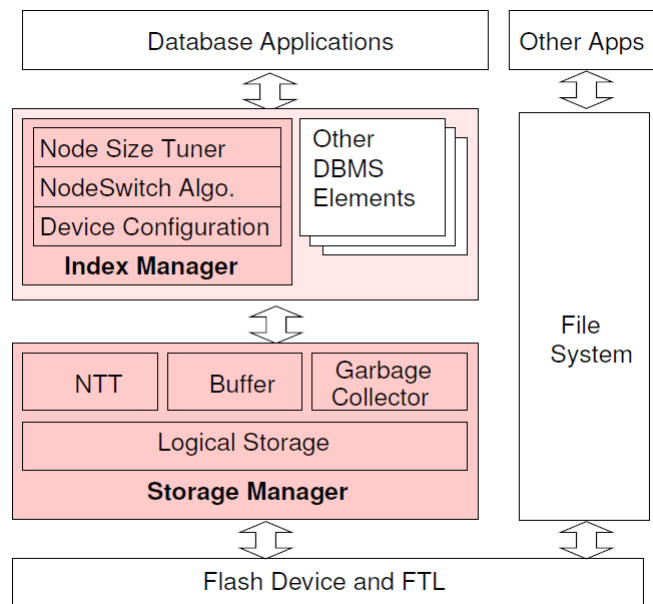 Database Applications
Other Apps
Node Size Tuner
NodeSwitch Algo.
Device Configuration
Index Manager
Other
DBMS
Elements
File
System
NTT
Buffer
Garbage
Collector
Logical Storage
Storage Manager
Flash Device and FTL